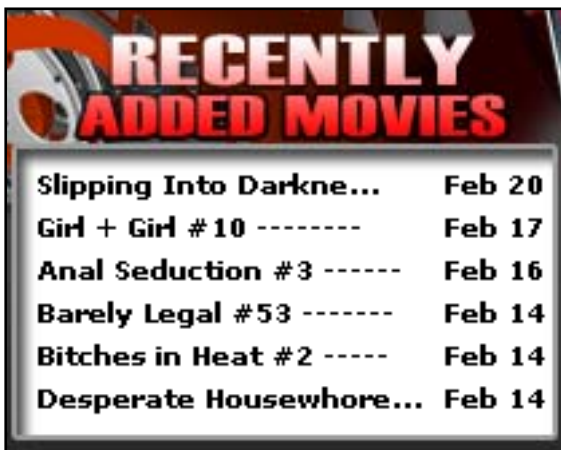 RECENTLY
ADDED MOVIES
Slipping Into Darkne... Feb 20
Girl + Girl #10 -------- Feb 17
Anal Seduction #3 ------ Feb 16
Barely Legal #53 ------- Feb 14
Bitches in Heat #2 ----- Feb 14
Desperate Housewhore... Feb 14